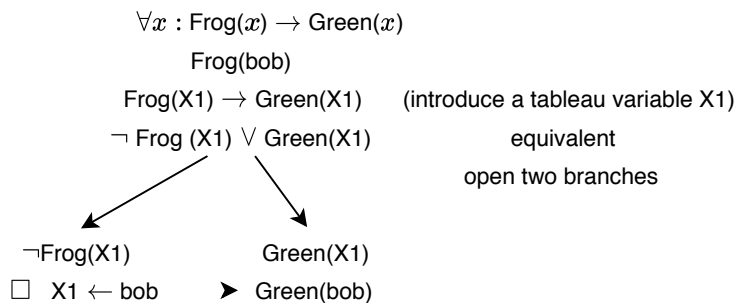 ∀x : Frog(x) → Green(x)
Frog(bob)
Frog(X1) → Green(X1) (introduce a tableau variable X1)
¬ Frog (X1) ∨ Green(X1) equivalent
open two branches
¬Frog(X1) Green(X1)
□ X1 ← bob ➤ Green(bob)